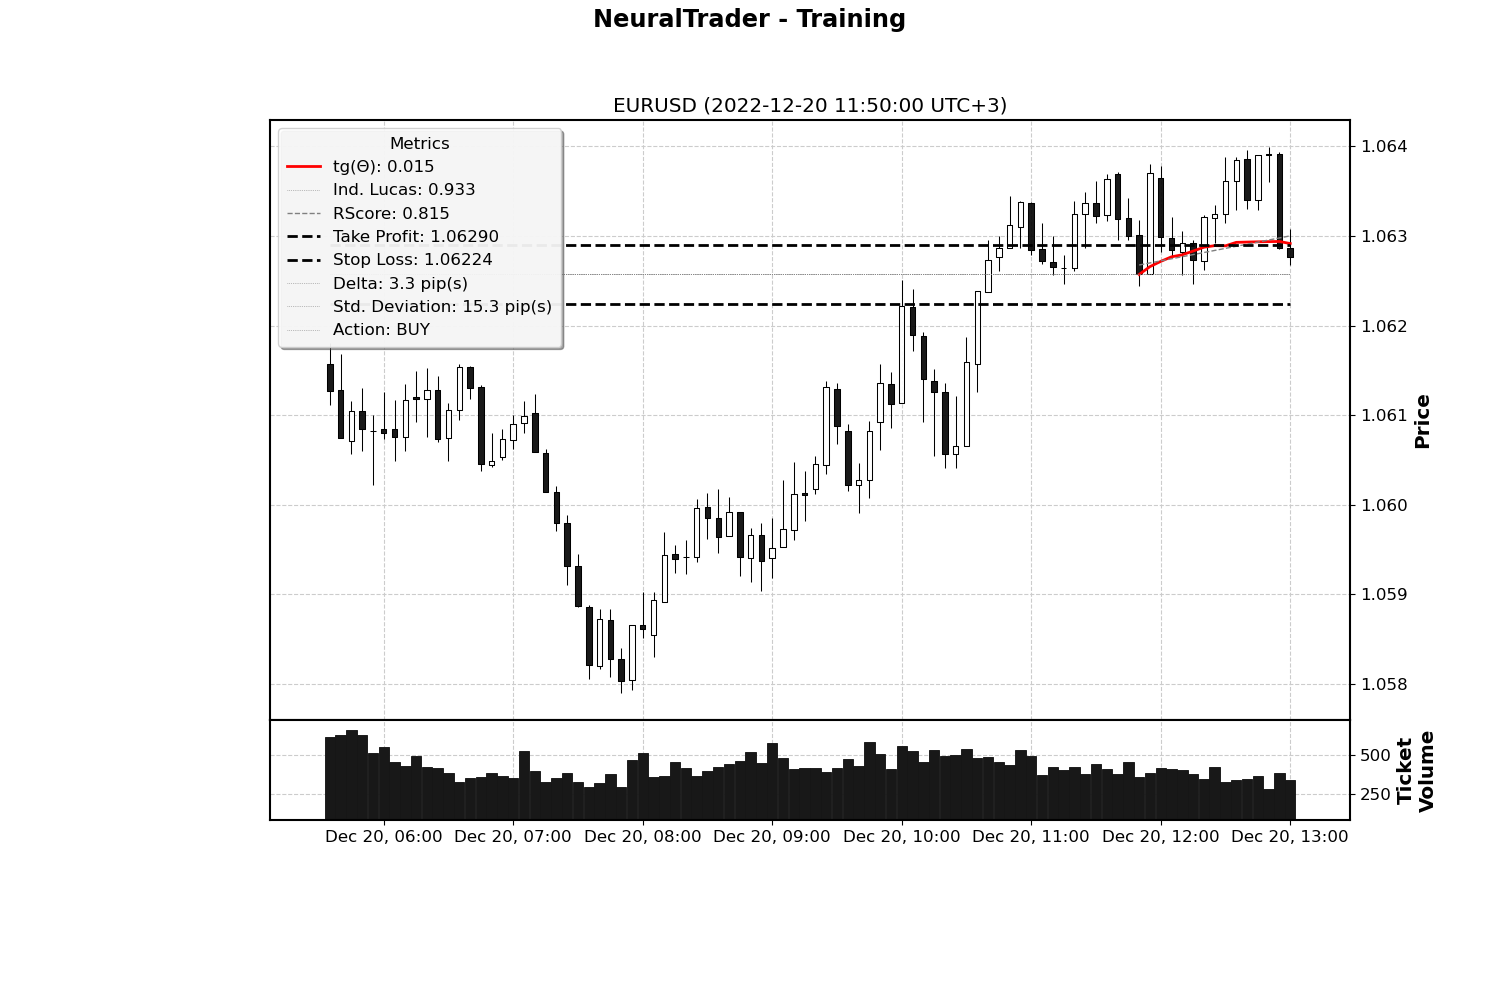 NeuralTrader - Training
EURUSD (2022-12-20 11:50:00 UTC+3)
Metrics
tg(Θ): 0.015
Ind. Lucas: 0.933
RScore: 0.815
Take Profit: 1.06290
Stop Loss: 1.06224
Delta: 3.3 pip(s)
Std. Deviation: 15.3 pip(s)
Action: BUY
1.064
1.063
1.062
1.061
1.060
1.059
1.058
Price
500
250
Ticket
Volume
Dec 20, 06:00 Dec 20, 07:00 Dec 20, 08:00 Dec 20, 09:00 Dec 20, 10:00 Dec 20, 11:00 Dec 20, 12:00 Dec 20, 13:00